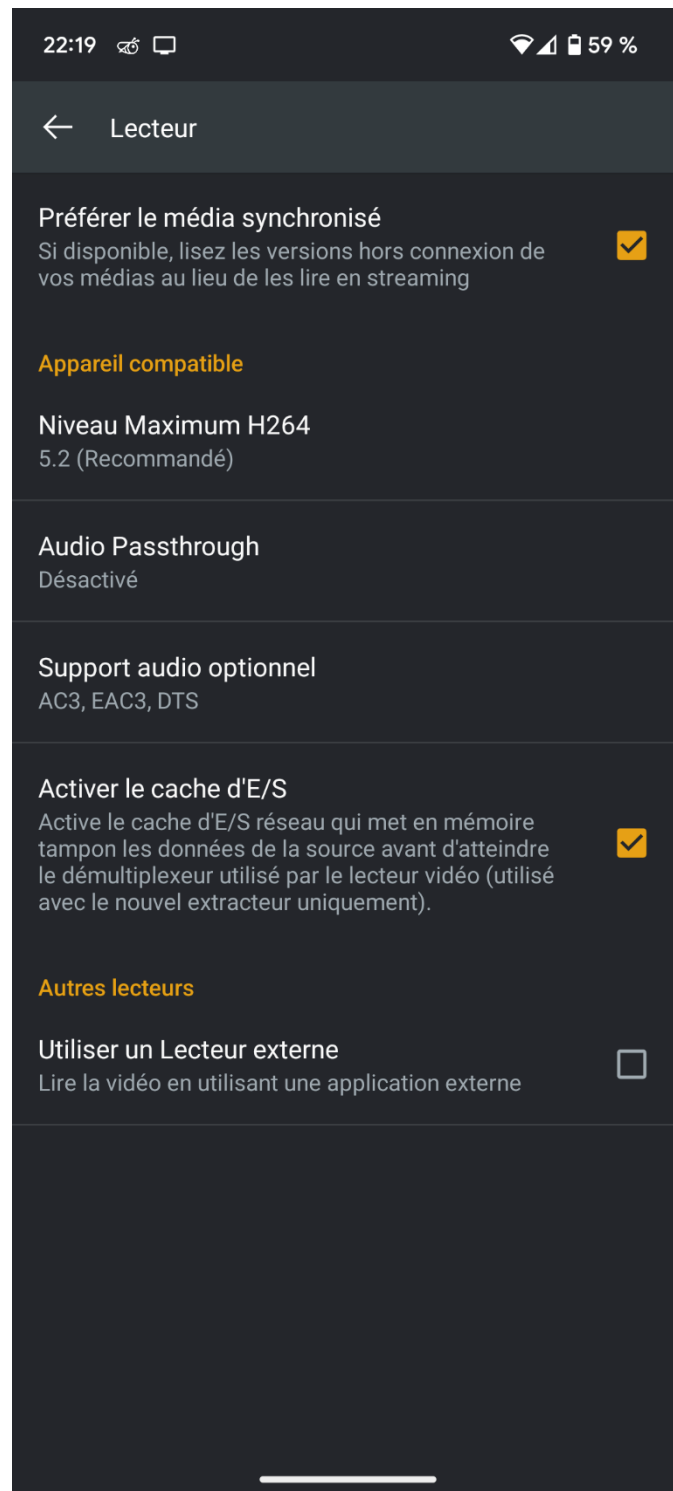 22:19
59 %
Lecteur
Préférer le média synchronisé
Si disponible, lisez les versions hors connexion de
vos médias au lieu de les lire en streaming
Appareil compatible
Niveau Maximum H264
5.2 (Recommandé)
Audio Passthrough
Désactivé
Support audio optionnel
AC3, EAC3, DTS
Activer le cache d'E/S
Active le cache d'E/S réseau qui met en mémoire
tampon les données de la source avant d'atteindre
le démultiplexeur utilisé par le lecteur vidéo (utilisé
avec le nouvel extracteur uniquement).
Autres lecteurs
Utiliser un Lecteur externe
Lire la vidéo en utilisant une application externe